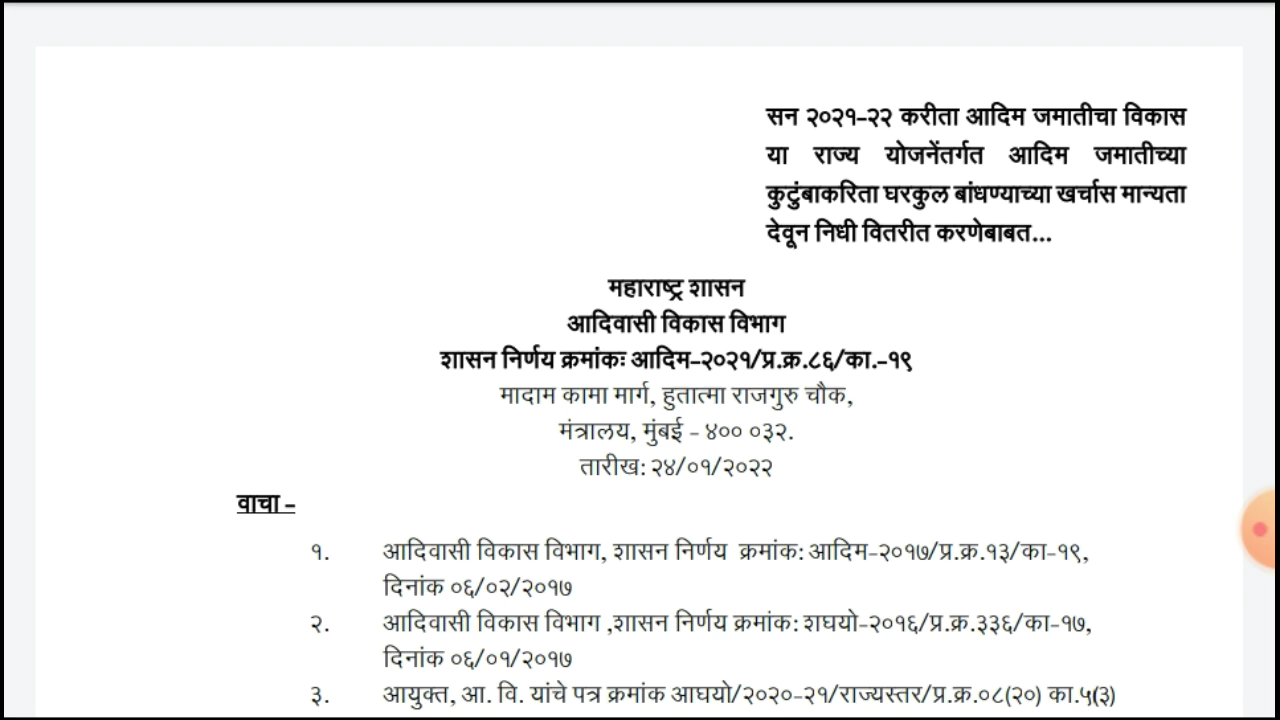 सन २०२१-२२ करीता आदिम जमातीचा विकास
या राज्य योजनेंतर्गत आदिम जमातीच्या
कुटुंबाकरिता घरकुल बांधण्याच्या खर्चास मान्यता
देवून निधी वितरीत करणेबाबत...
महाराष्ट्र शासन
आदिवासी विकास विभाग
शासन निर्णय क्रमांकः आदिम-२०२१/प्र.क्र.८६/का.-१९
मादाम कामा मार्ग, हुतात्मा राजगुरु चौक,
मंत्रालय, मुंबई - ४०० ०३२.
तारीख: २४/०१/२०२२
वाचा -
१. आदिवासी विकास विभाग, शासन निर्णय क्रमांक: आदिम-२०१७/प्र.क्र.१३/का-१९,
दिनांक ०६/०२/२०१७
२. आदिवासी विकास विभाग ,शासन निर्णय क्रमांक: शघयो-२०१६/प्र.क्र.३३६/का-१७,
दिनांक ०६/०१/२०१७
३. आयुक्त, आ. वि. यांचे पत्र क्रमांक आघयो/२०२०-२१/राज्यस्तर/प्र.क्र.०८(२०) का.५(३)